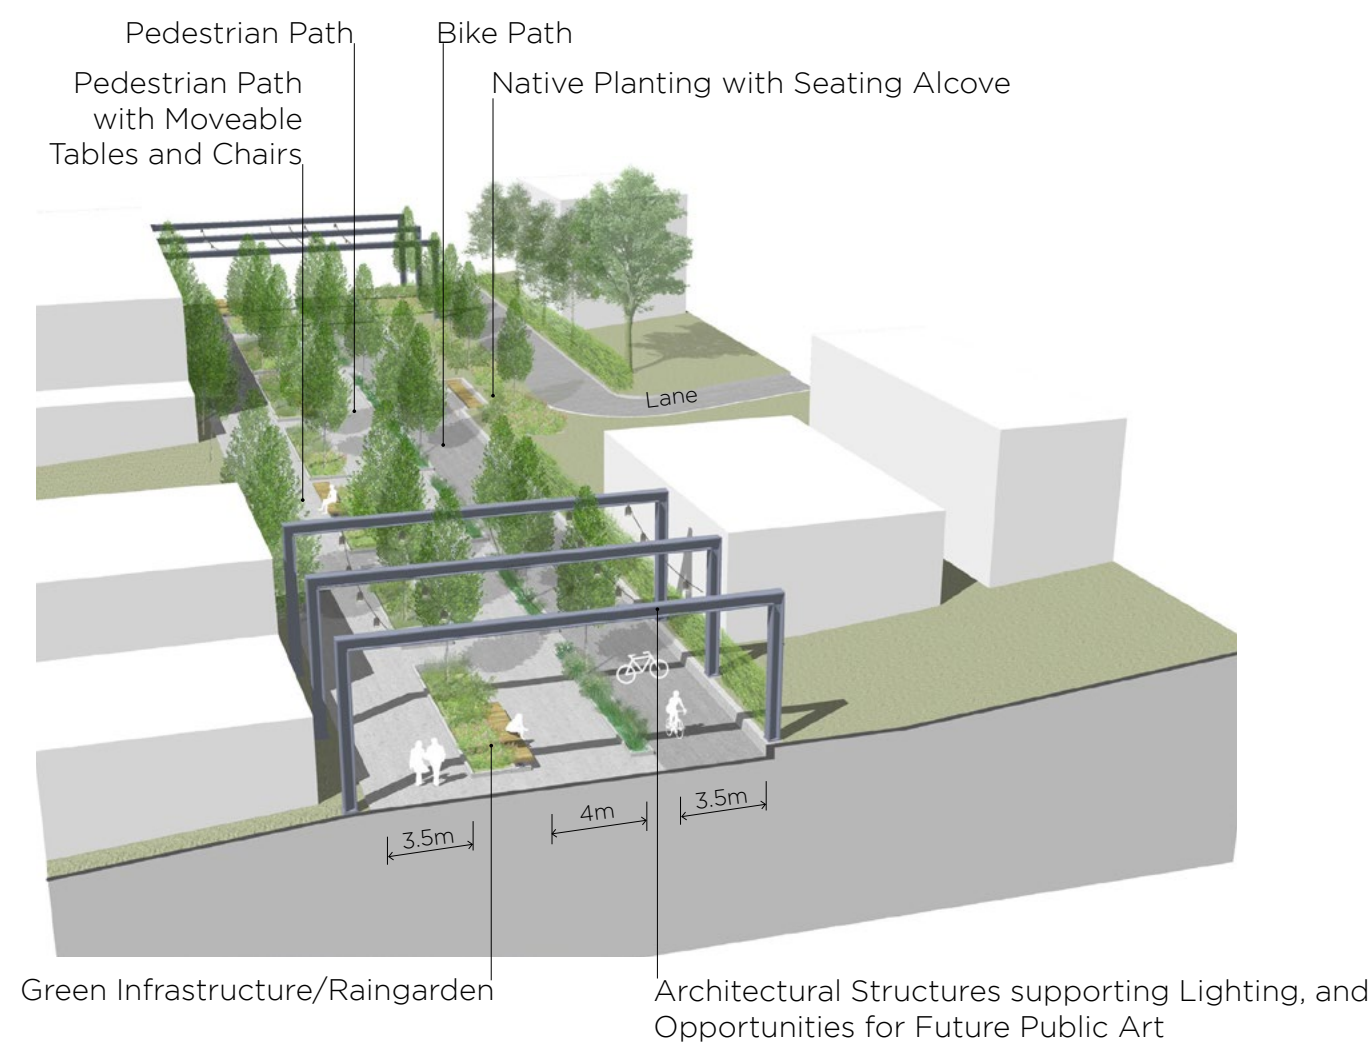 Pedestrian Path
Bike Path
Pedestrian Path
with Moveable
Tables and Chairs
Native Planting with Seating Alcove
Lane
3.5m
4m
3.5m
Green Infrastructure/Raingarden
Architectural Structures supporting Lighting, and
Opportunities for Future Public Art